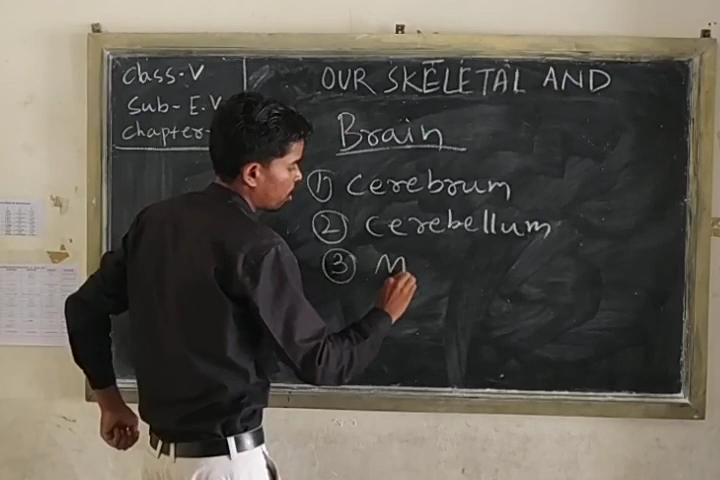 Class-V
Sub- E.V
Chapter-
OUR SKELETAL AND
Brain
1) Cerebrum
2 Cerebellum
3 M